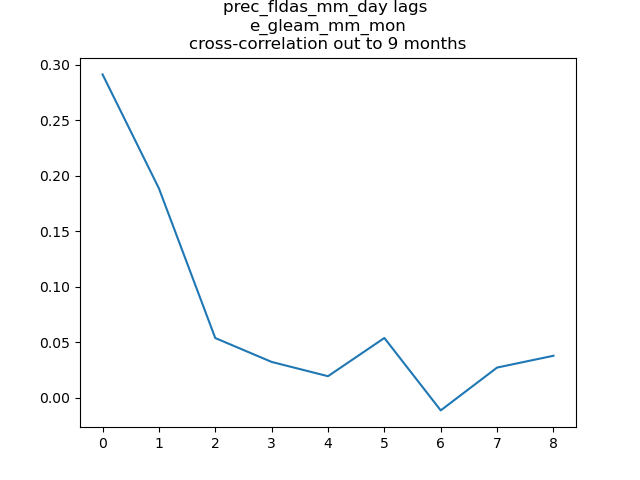 prec_fldas_mm_day lags
e_gleam_mm_mon
cross-correlation out to 9 months
0.30
0.25
0.20
0.15
0.10
0.05
0.00
0 1 2 3 4 5 6 7 8